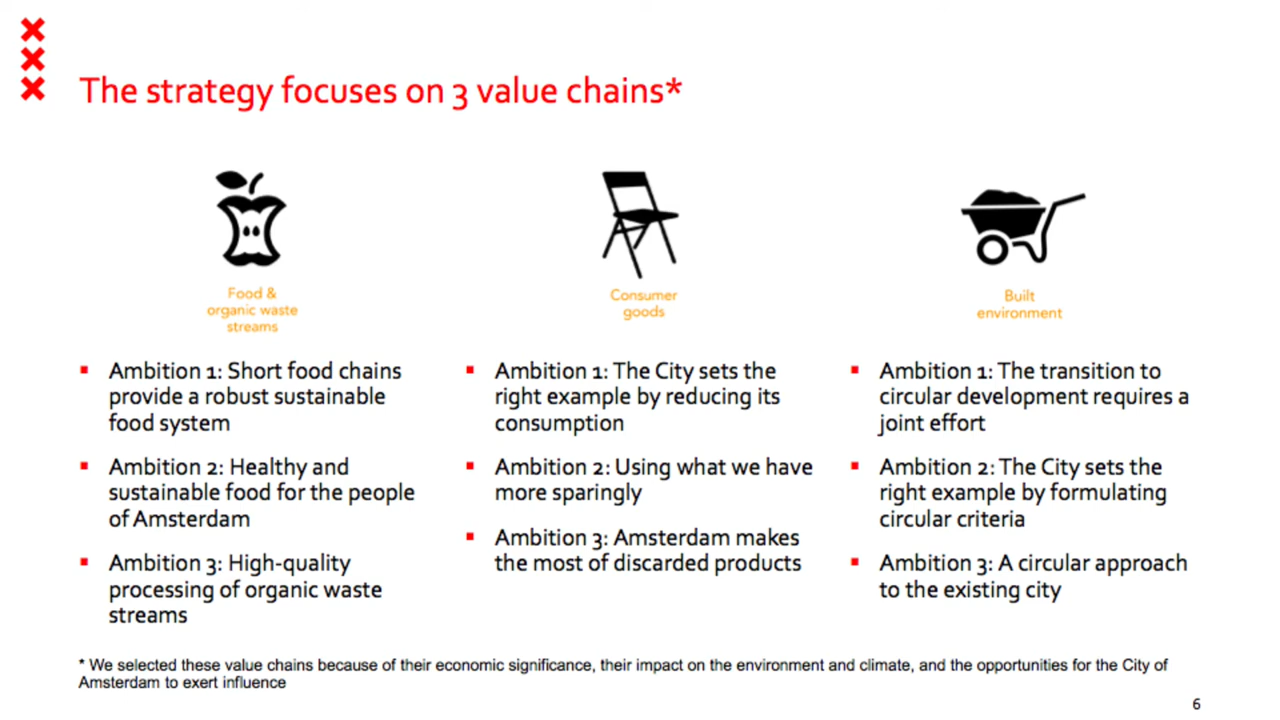 The strategy focuses on 3 value chains*
Food &
organic waste
streams
▪ Ambition 1: Short food chains
provide a robust sustainable
food system
▪ Ambition 2: Healthy and
sustainable food for the people
of Amsterdam
▪ Ambition 3: High-quality
processing of organic waste
streams
Consumer
goods
▪ Ambition 1: The City sets the
right example by reducing its
consumption
▪ Ambition 2: Using what we have
more sparingly
▪ Ambition 3: Amsterdam makes
the most of discarded products
Built
environment
▪ Ambition 1: The transition to
circular development requires a
joint effort
▪ Ambition 2: The City sets the
right example by formulating
circular criteria
▪ Ambition 3: A circular approach
to the existing city
* We selected these value chains because of their economic significance, their impact on the environment and climate, and the opportunities for the City of
Amsterdam to exert influence
6